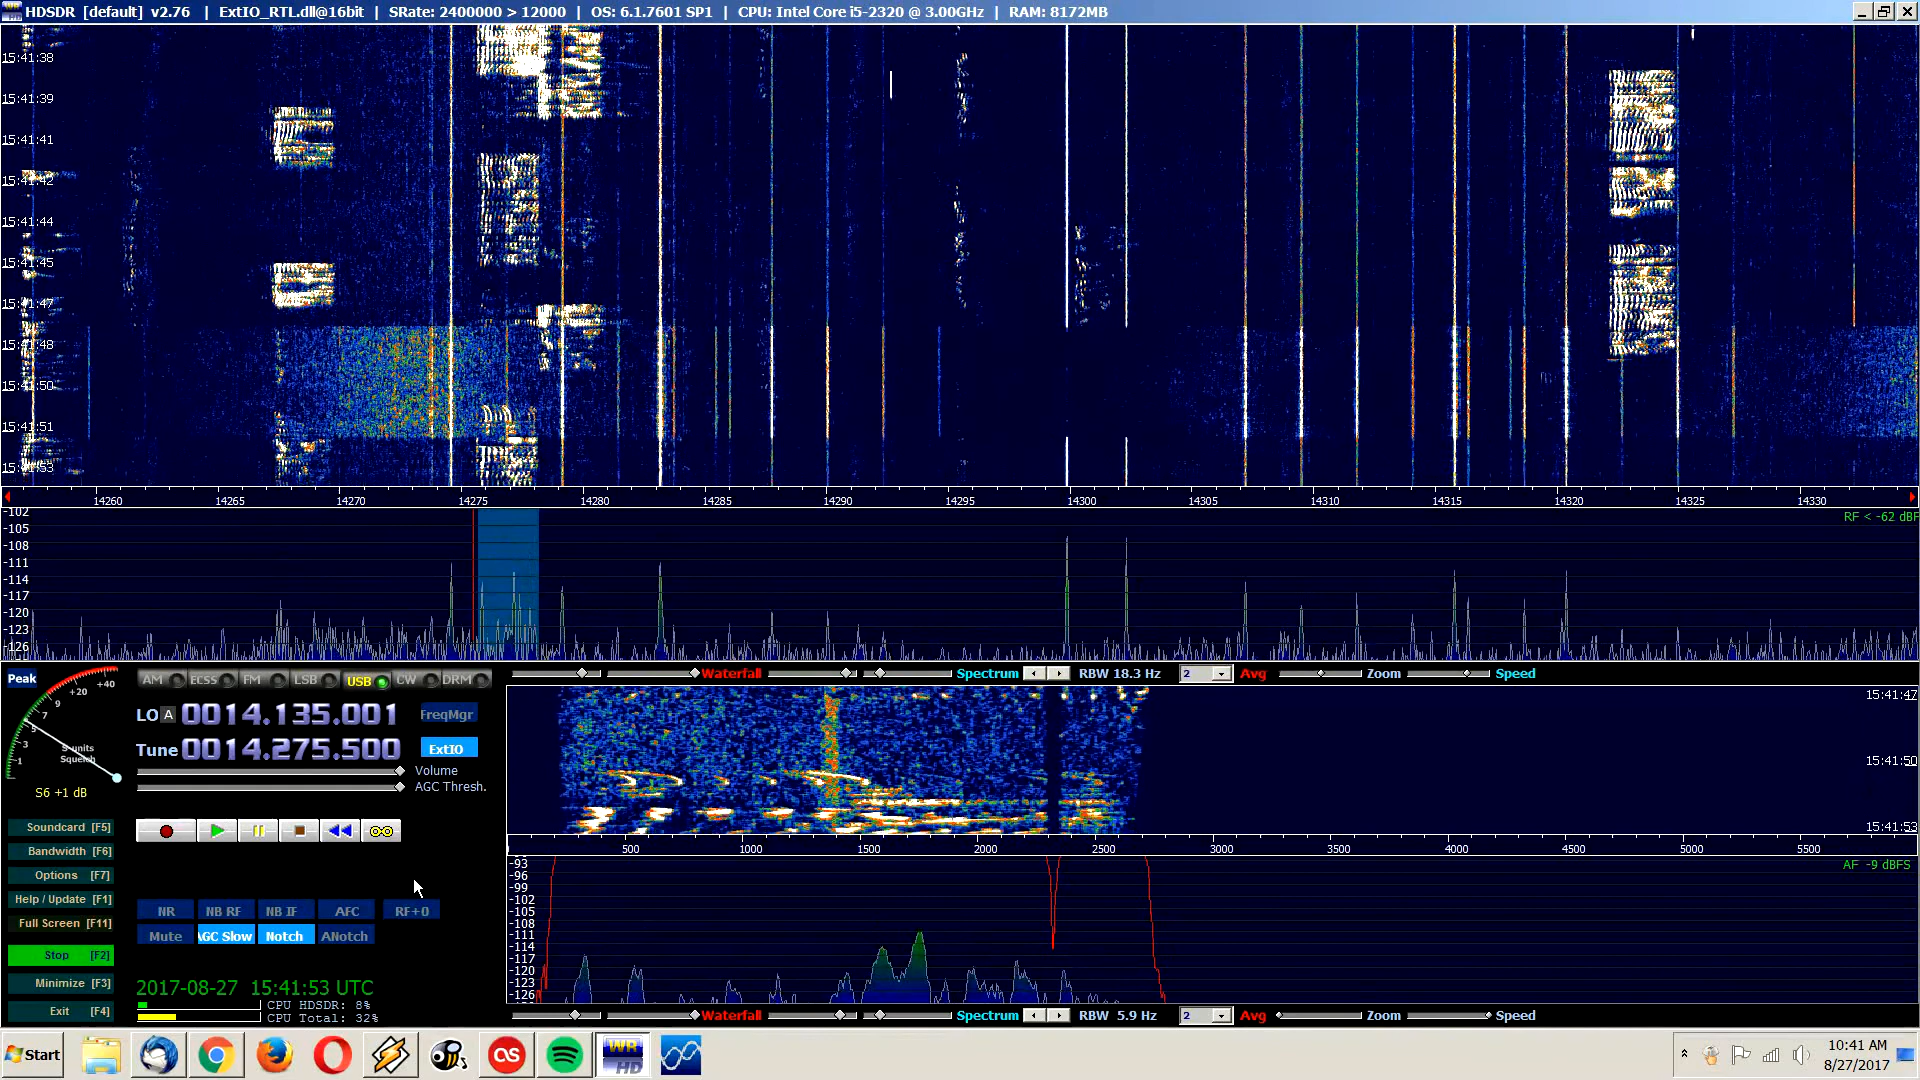 HDSDR [default] v2.76 | ExtIO_RTL.dll@16bit | SRate: 2400000 > 12000 | OS: 6.1.7601 SP1 | CPU: Intel Core i5-2320 @ 3.00GHz | RAM: 8172MB
15:41:38
15:41:39
15:41:41
15:41:42
15:41:44
15:41:45
15:41:47
15:41:48
15:41:50
15:41:51
15:41:53
14260 14265 14270 14275 14280 14285 14290 14295 14300 14305 14310 14315 14320 14325 14330
RF < -62 dBF
-102
-105
-108
-111
-114
-117
-120
-123
-126
Peak
1 3 5 7 9 +20 +40
S-units
Squelch
S6 +1 dB
AM ECSS FM LSB USB CW DRM
LO A 0014.135.001 FreqMgr
Tune 0014.275.500 ExtIO
Volume
AGC Thresh.
Soundcard [F5]
Bandwidth [F6]
Options [F7]
Help / Update [F1]
Full Screen [F11]
Stop [F2]
Minimize [F3]
Exit [F4]
NR NB RF NB IF AFC RF+0
Mute AGC Slow Notch ANotch
2017-08-27 15:41:53 UTC
CPU HDSDR: 8%
CPU Total: 32%
Waterfall Spectrum RBW 18.3 Hz 2 Avg Zoom Speed
15:41:47
15:41:50
15:41:53
500 1000 1500 2000 2500 3000 3500 4000 4500 5000 5500
AF -9 dBFS
-93
-96
-99
-102
-105
-108
-111
-114
-117
-120
-123
-126
Waterfall Spectrum RBW 5.9 Hz 2 Avg Zoom Speed
Start
WR
HD
10:41 AM
8/27/2017